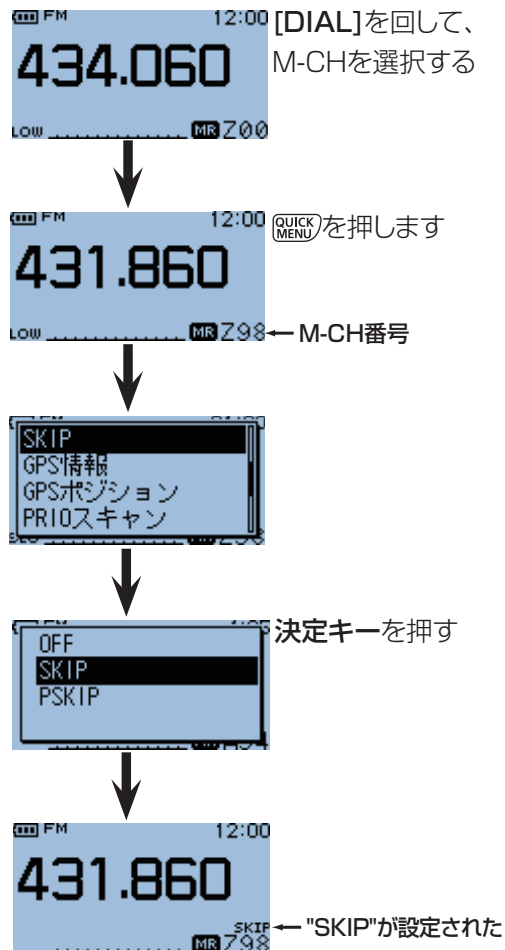 FM 12:00
434.060
LOW MR Z00
[DIAL]を回して、
M-CHを選択する
FM 12:00
431.860
LOW MR Z98
QUICK MENUを押します
M-CH番号
SKIP
GPS情報
GPSポジション
PRIOスキャン
OFF
SKIP
PSKIP
決定キーを押す
FM 12:00
431.860
SKIP
MR Z98
"SKIP"が設定された